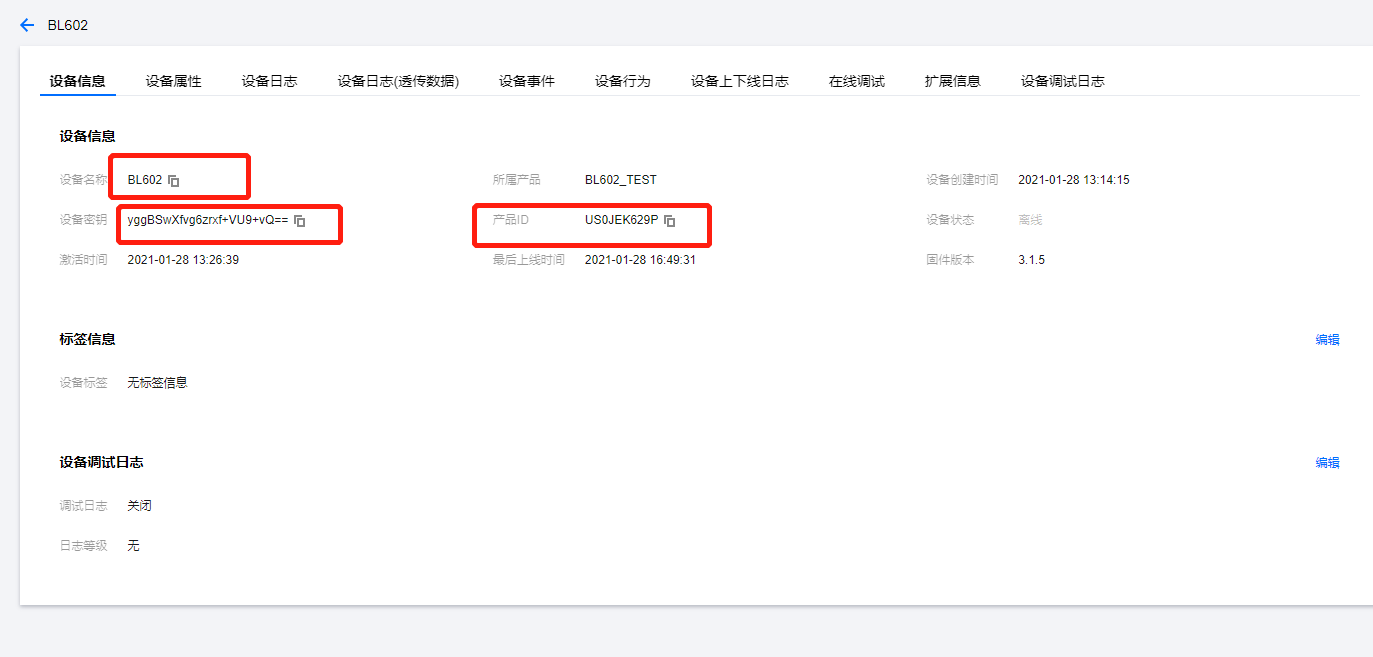 BL602
设备信息 设备属性 设备日志 设备日志(透传数据) 设备事件 设备行为 设备上下线日志 在线调试 扩展信息 设备调试日志
设备信息
设备名称 BL602 所属产品 BL602_TEST 设备创建时间 2021-01-28 13:14:15
设备密钥 yggBSwXfvg6zrxf+VU9+vQ== 产品ID US0JEK629P 设备状态 离线
激活时间 2021-01-28 13:26:39 最后上线时间 2021-01-28 16:49:31 固件版本 3.1.5
标签信息 编辑
设备标签 无标签信息
设备调试日志 编辑
调试日志 关闭
日志等级 无